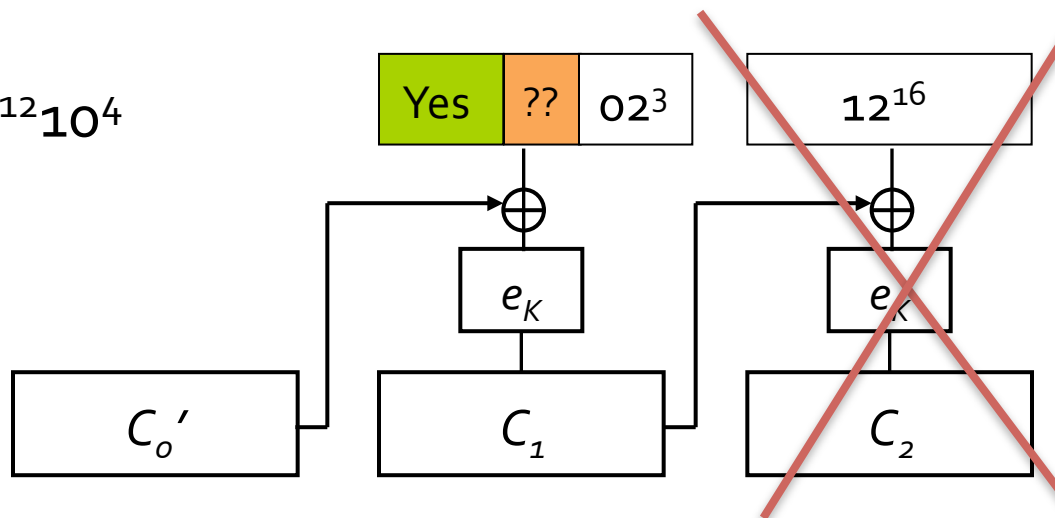 ¹²10⁴
Yes ?? 02³
12¹⁶
e_K
e_K
C₀′
C₁
C₂